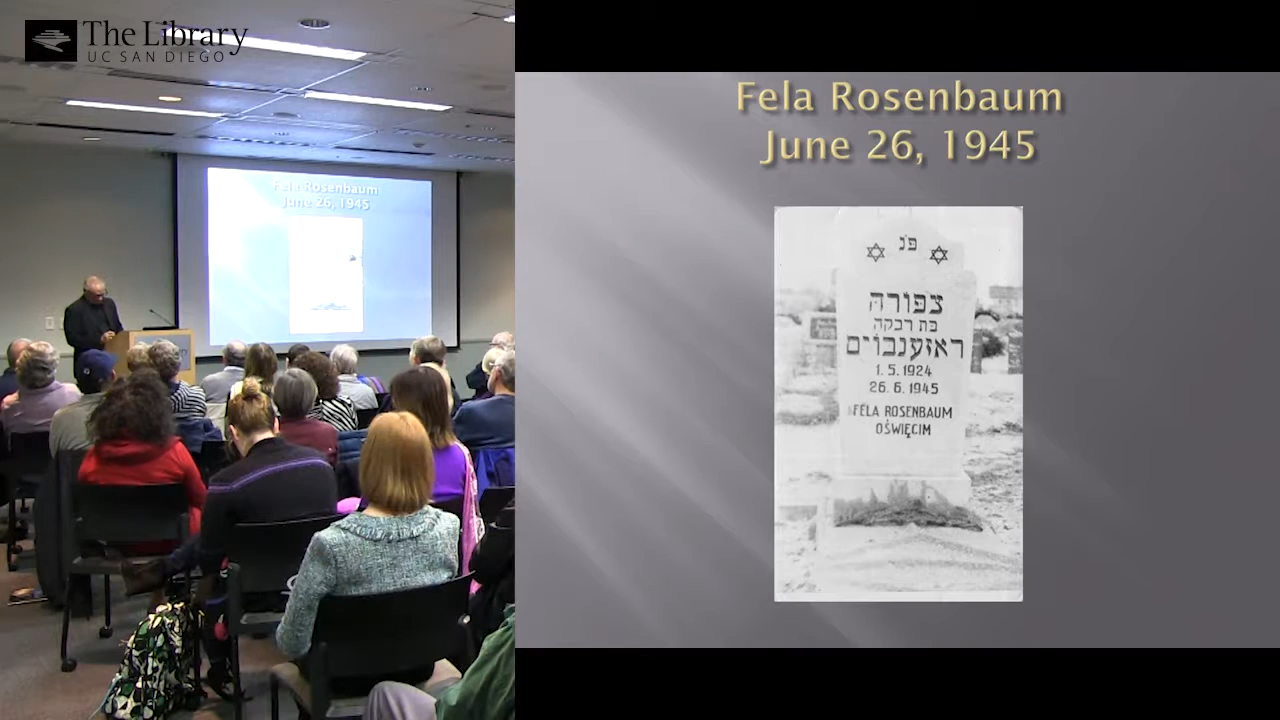 The Library
UC SAN DIEGO
Fela Rosenbaum
June 26, 1945
Fela Rosenbaum
June 26, 1945
פ״נ
צפורה
בת רבקה
ראזענבוים
1.5.1924
26.6.1945
FELA ROSENBAUM
OŚWIĘCIM